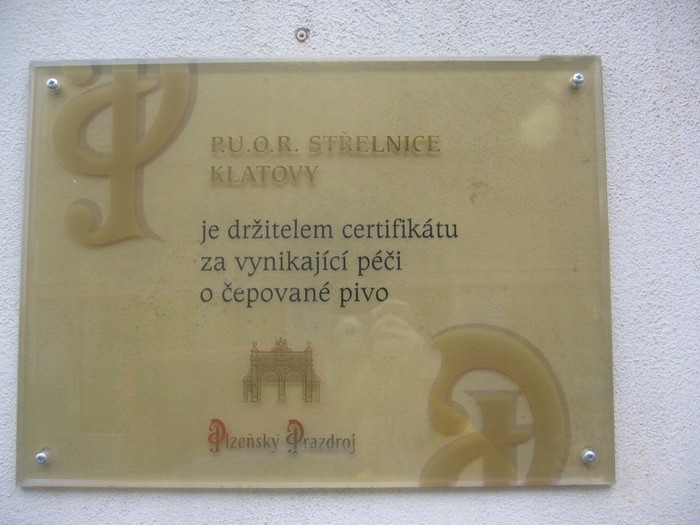 P.U.O.R. STŘELNICE
KLATOVY
je držitelem certifikátu
za vynikající péči
o čepované pivo
Plzeňský Prazdroj